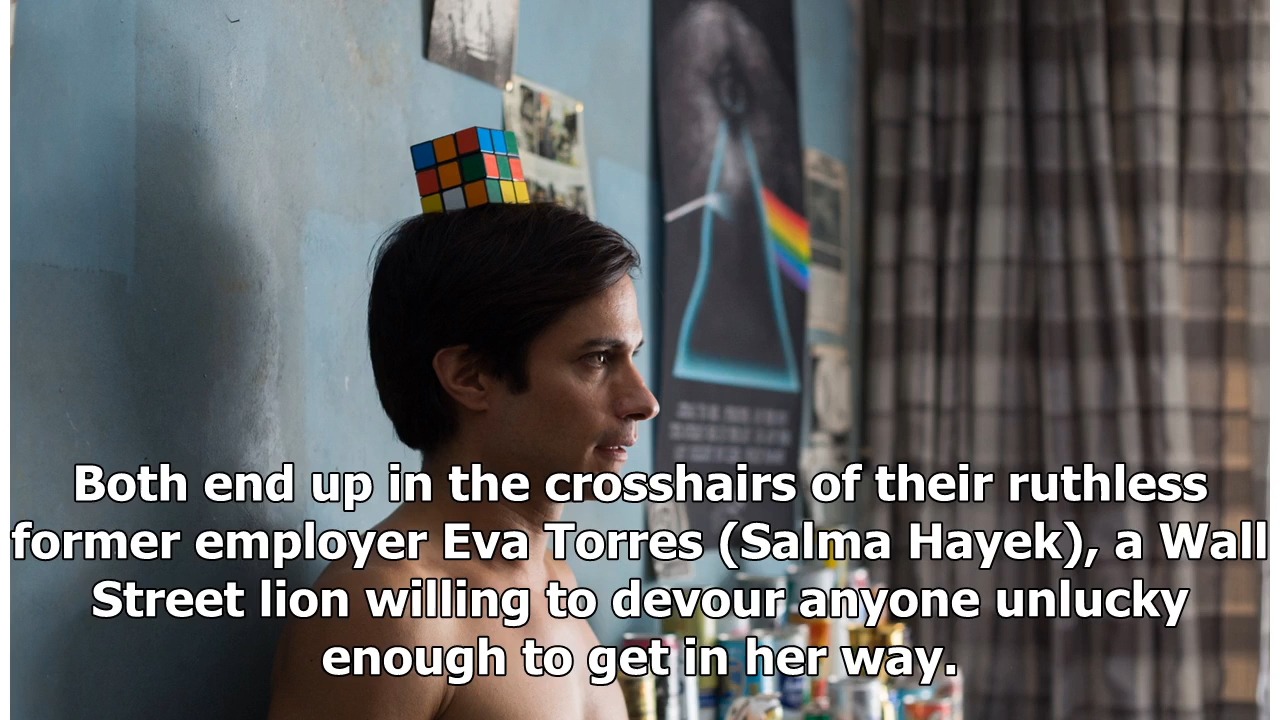 Both end up in the crosshairs of their ruthless
former employer Eva Torres (Salma Hayek), a Wall
Street lion willing to devour anyone unlucky
enough to get in her way.